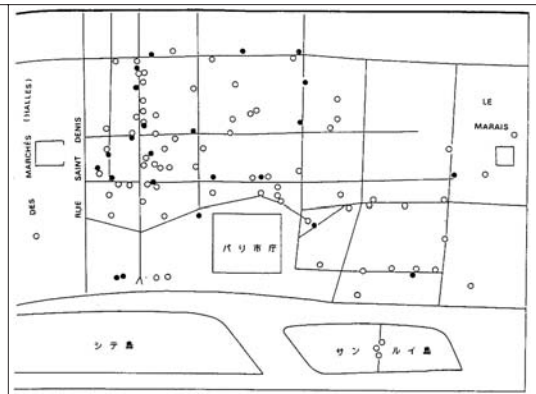 DES MARCHÉS (HALLES)
RUE SAINT DENIS
LE
MARAIS
パリ市庁
シテ島
サン ルイ島